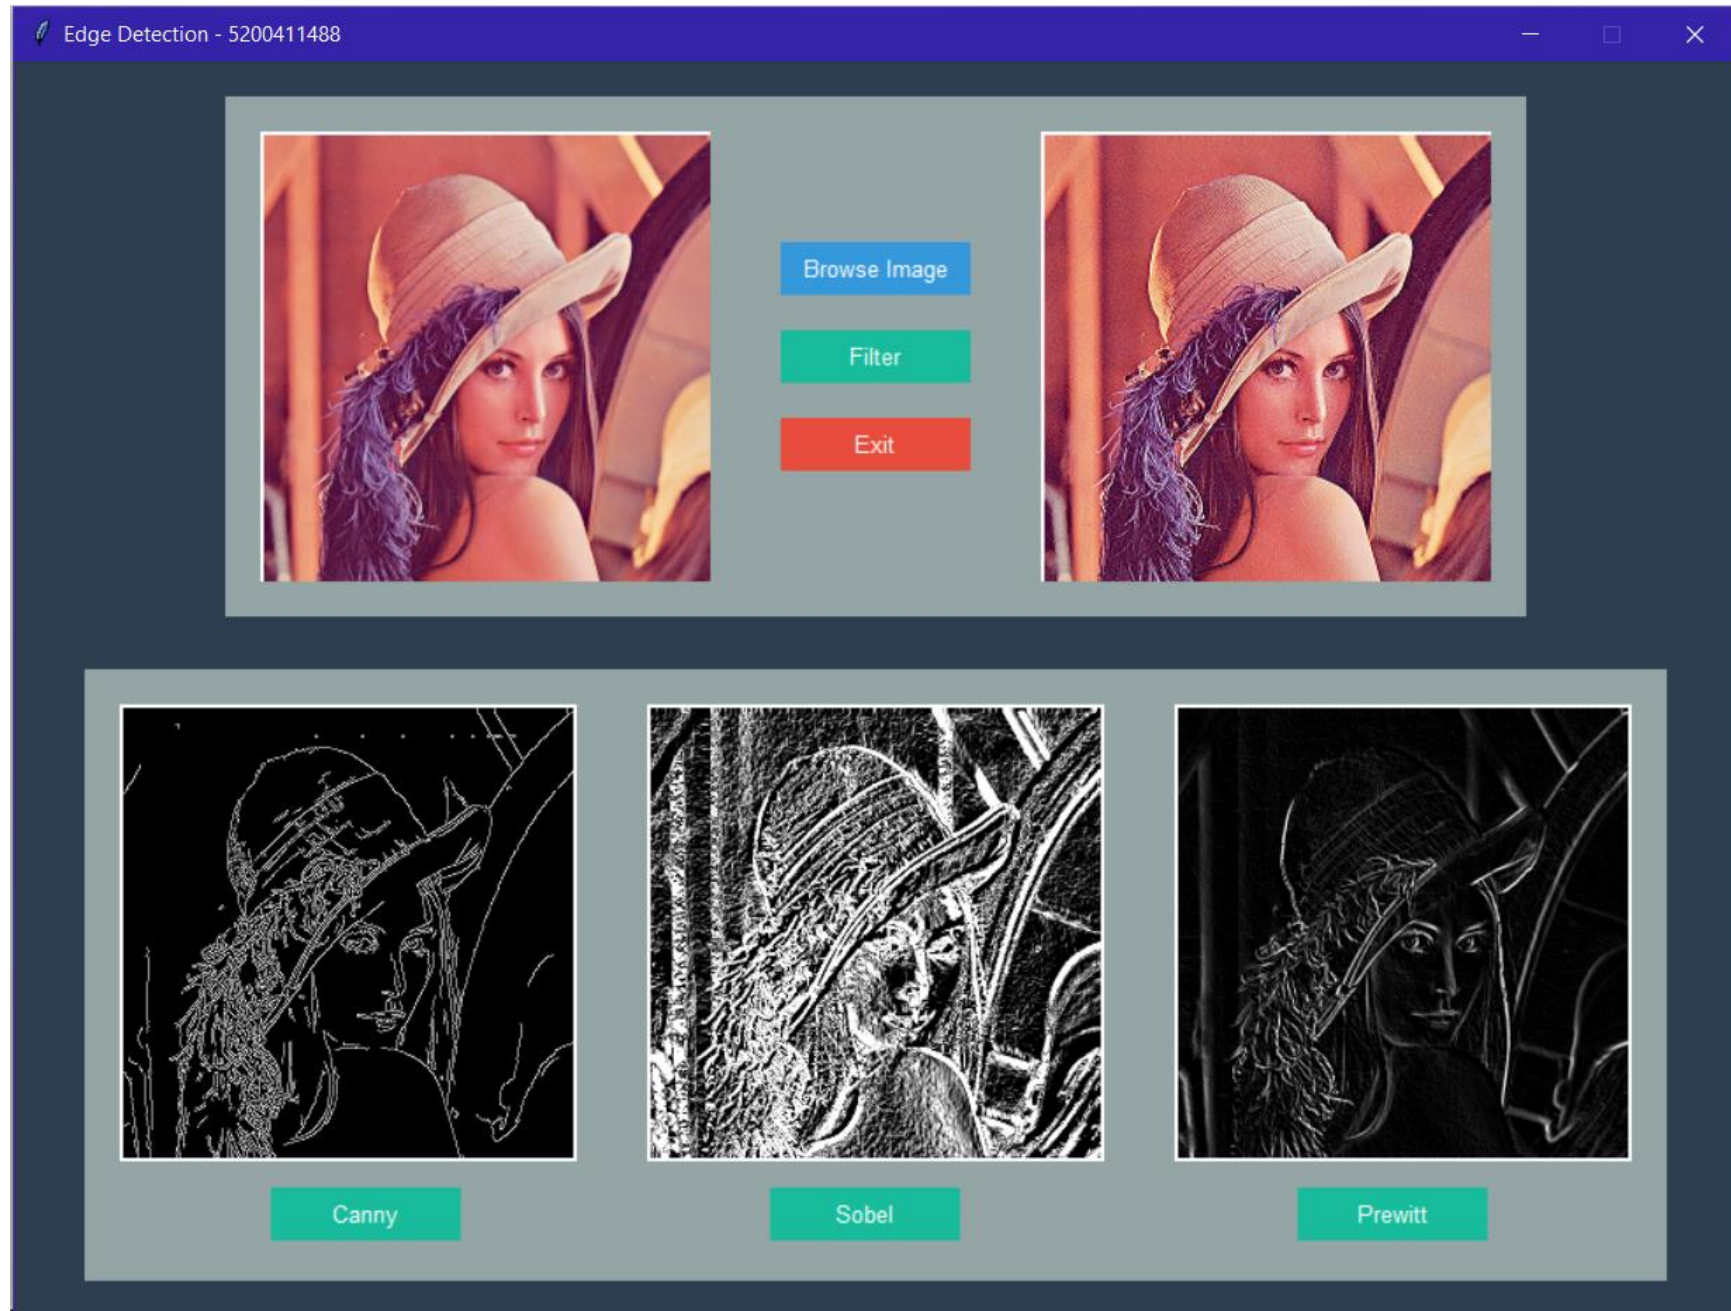 Edge Detection - 5200411488
Browse Image
Filter
Exit
Canny
Sobel
Prewitt